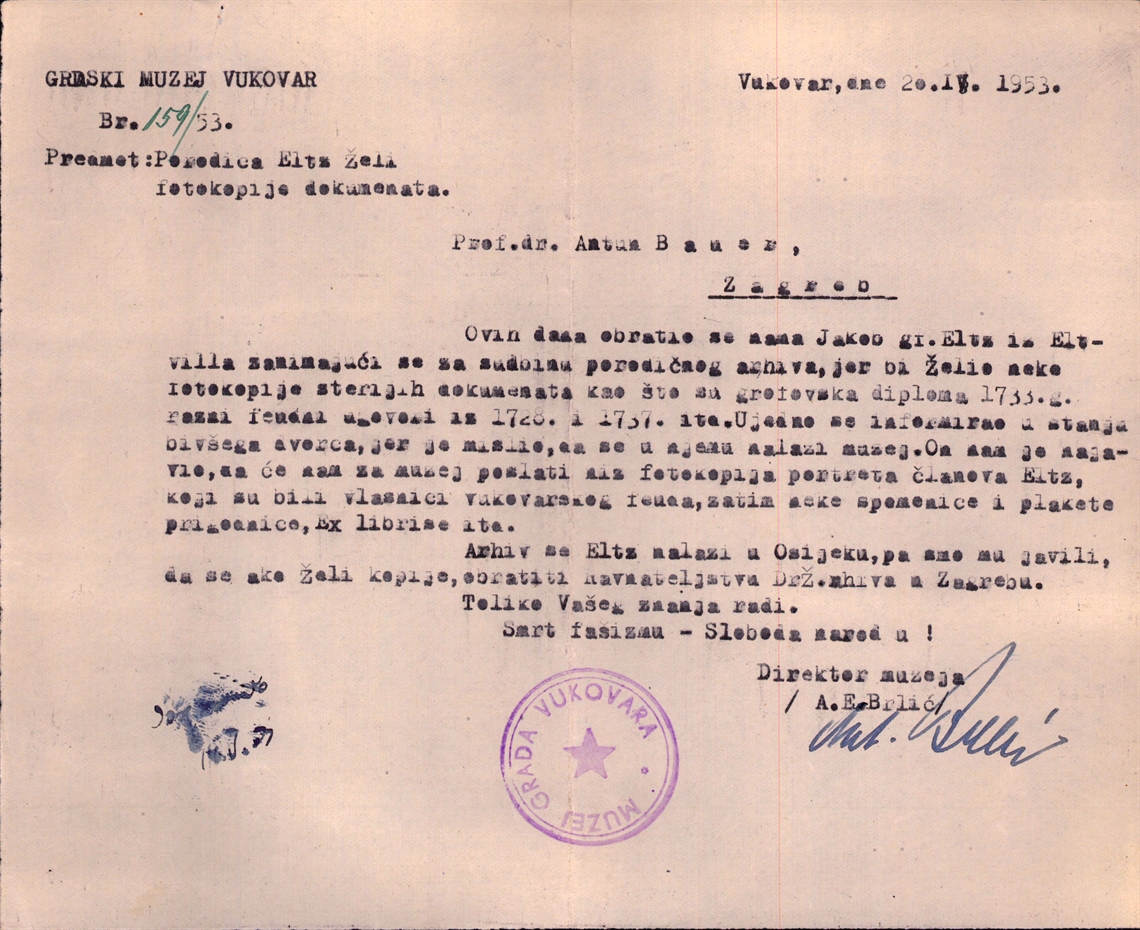 GRDSKI MUZEJ VUKOVAR
Vukovar,dne 20.IV. 1953.
Br. 159/53.
Predmet:Porodica Eltz Želi
fotokopije dokumenata.
Prof.dr. Antun B a u e r ,
Z a g r e b
Ovih dana obratio se nama Jakob gr.Eltz iz Elt-
villa zanimajući se za sudbinu porodičnog arhiva,jer bi Želio neke
fotokopije sterijih dokumenata kao što su grofovska diploma 1733.g.
razni feudal ugovori iz 1728. i 1737. itd.Ujedno se informirao u stanju
bivšega dvorca,jer je mislio,da se u njemu nalazi muzej.On nam je naja-
vio,da će nam za muzej poslati niz fotokopija portreta članova Eltz,
koji su bili vlasnici vukovarskog feuda,zatim neke spomenice i plakete
prigodnice,Ex librise itd.
Arhiv se Eltz nalazi u Osijeku,pa smo mu javili,
da se ako želi kopije,obratiti Ravnateljstvu DrŽ.arhiva u Zagrebu.
Toliko Vašeg znanja radi.
Smrt fašizmu - Sloboda narod u !
Direktor muzeja
/ A.E.Brlić/
Ant. Brlić
MUZEJ GRADA VUKOVARA